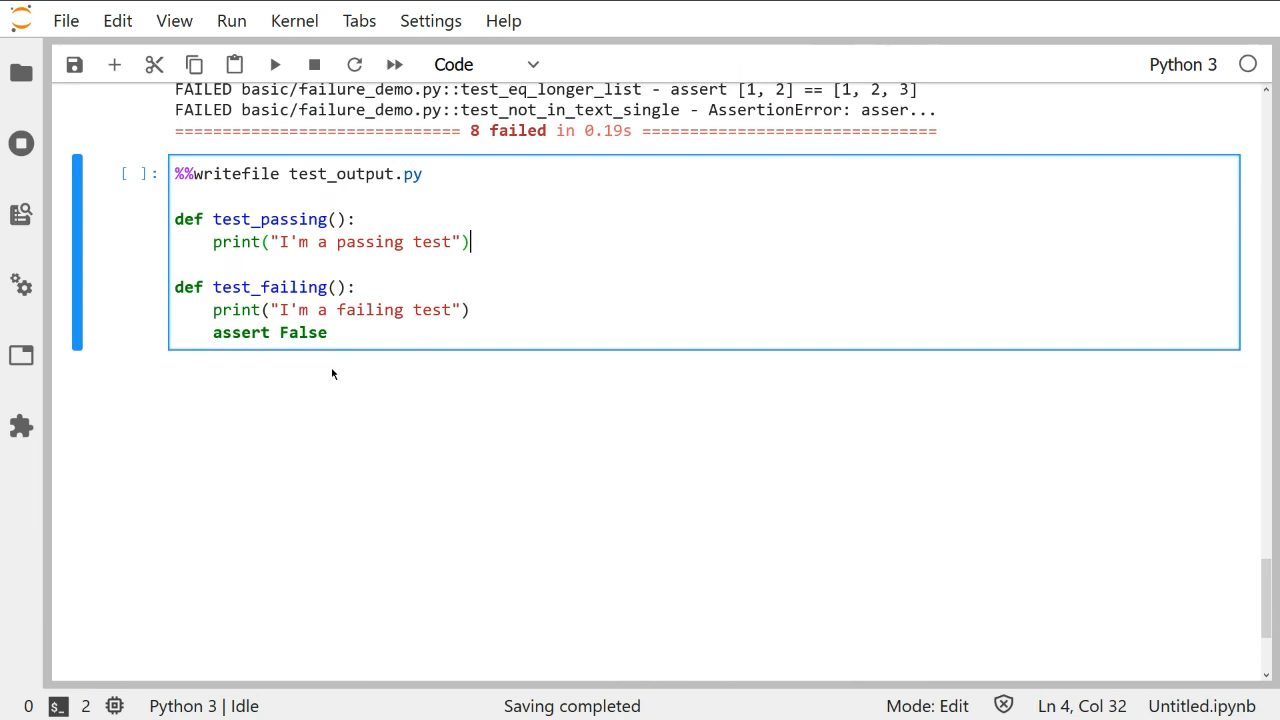 File Edit View Run Kernel Tabs Settings Help
Code Python 3
FAILED basic/failure_demo.py::test_eq_longer_list - assert [1, 2] == [1, 2, 3]
FAILED basic/failure_demo.py::test_not_in_text_single - AssertionError: asser...
============================= 8 failed in 0.19s ==============================
[ ]: %%writefile test_output.py
def test_passing():
    print("I'm a passing test")
def test_failing():
    print("I'm a failing test")
    assert False
0 $_ 2 Python 3 | Idle Saving completed Mode: Edit Ln 4, Col 32 Untitled.ipynb